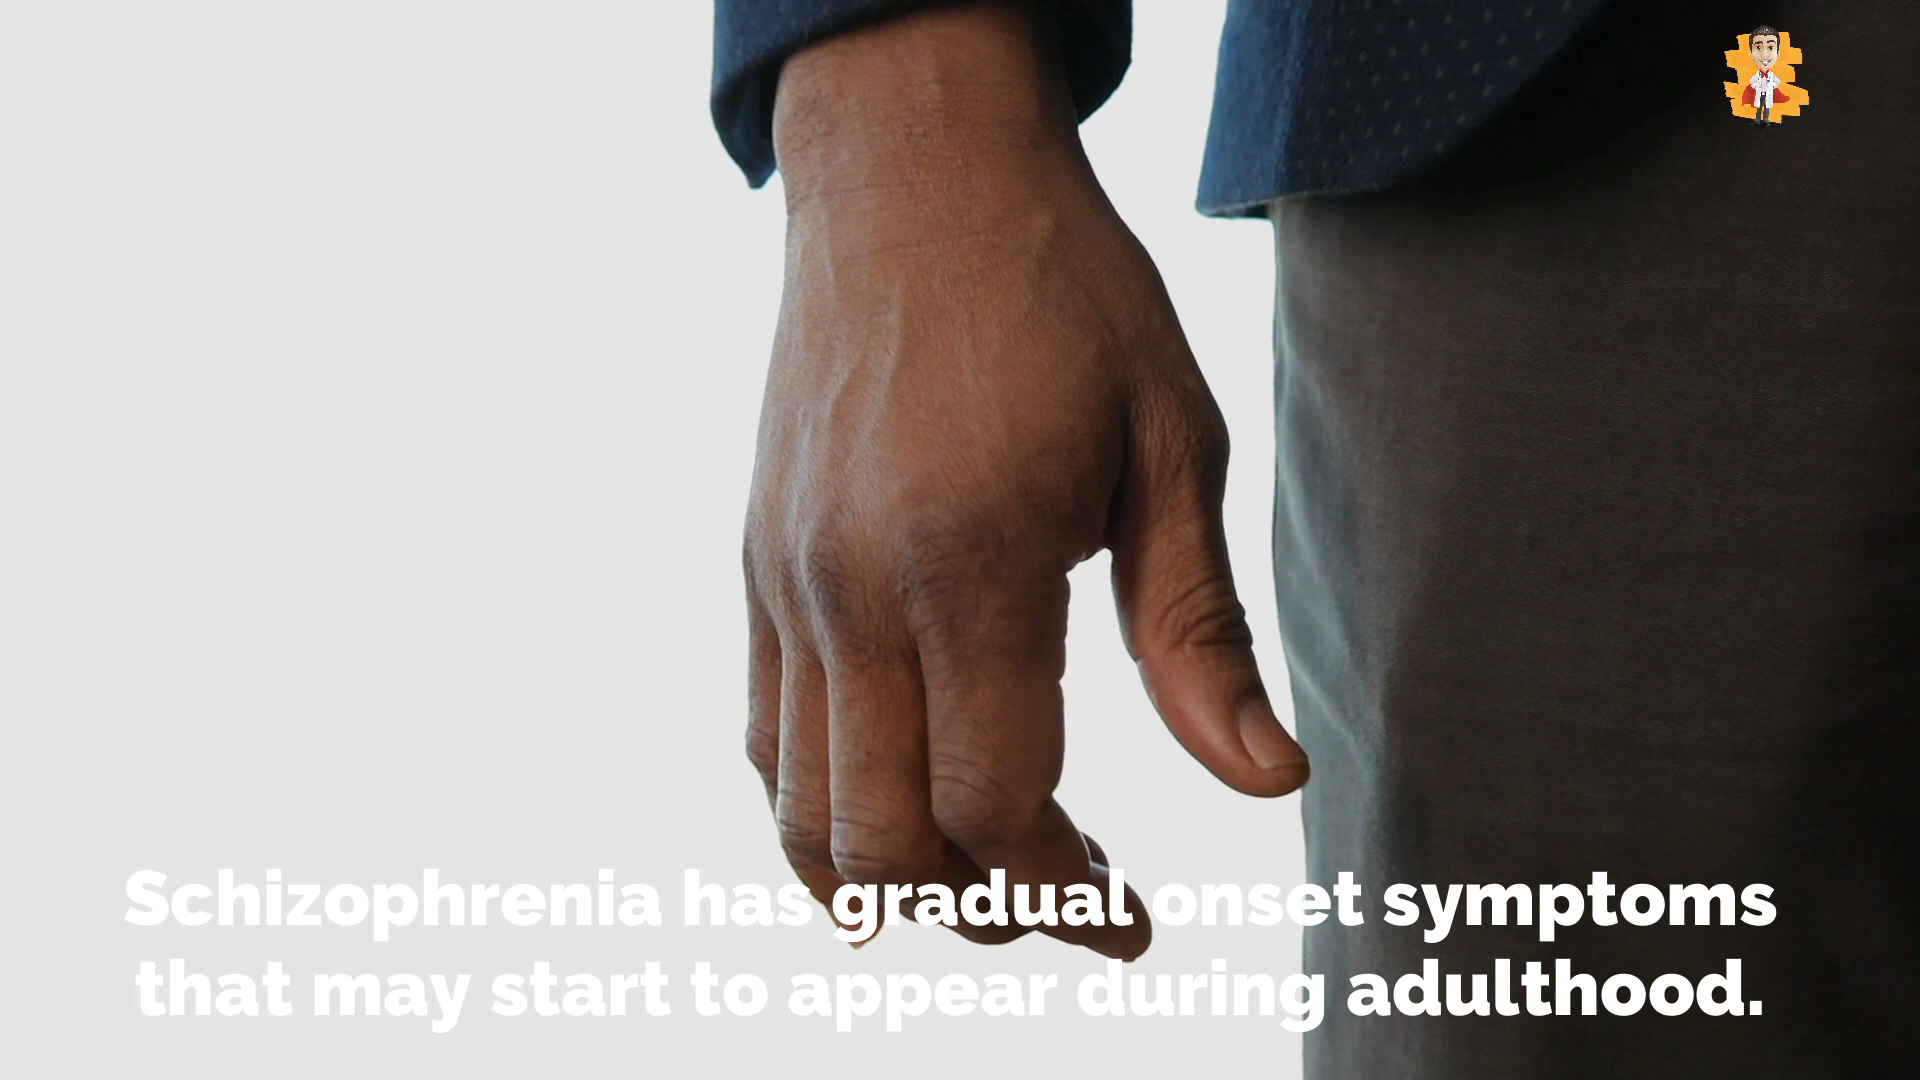 Schizophrenia has gradual onset symptoms
that may start to appear during adulthood.